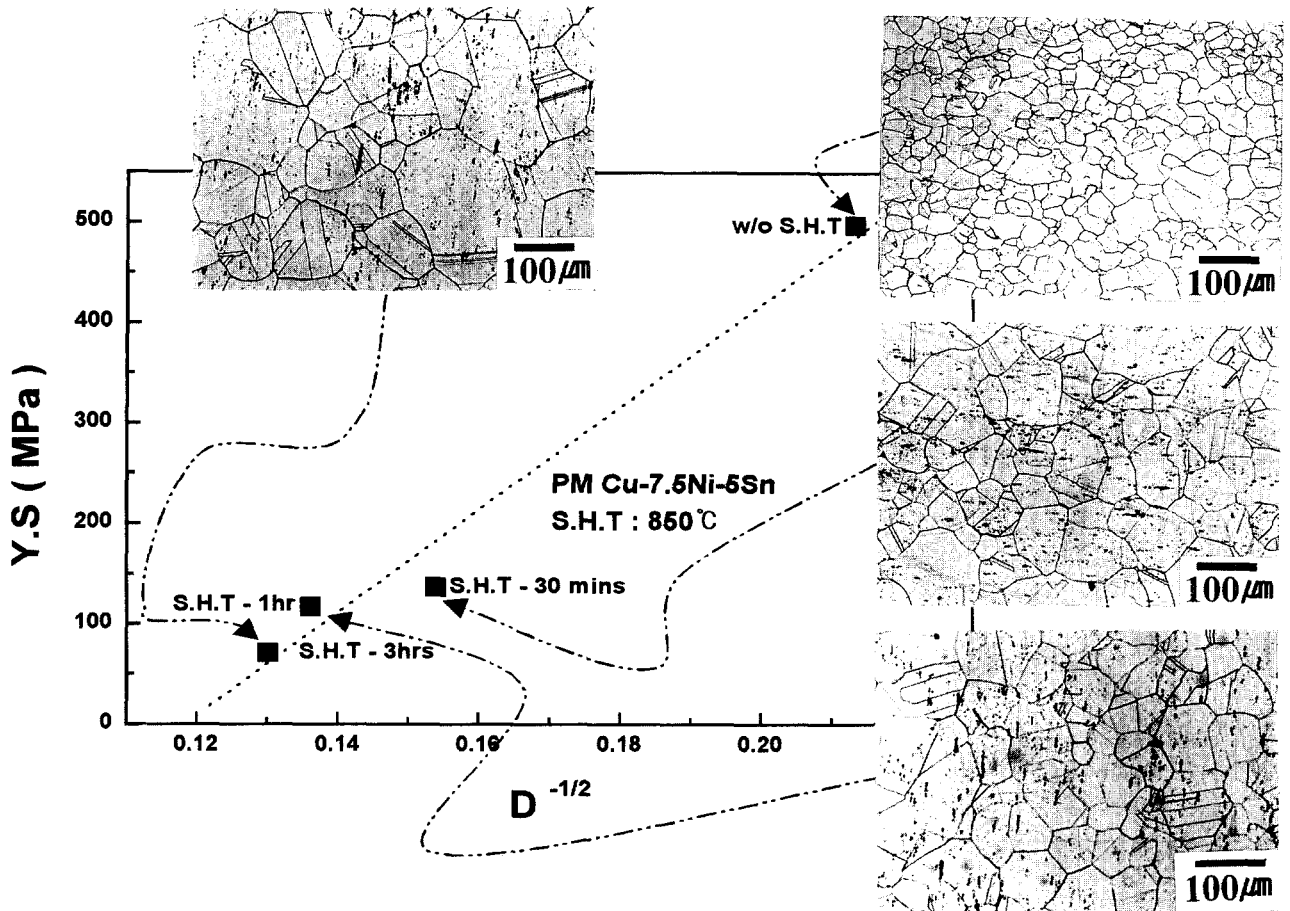 100㎛
100㎛
500
w/o S.H.T
400
300
200
100
0
Y.S ( MPa )
PM Cu-7.5Ni-5Sn
S.H.T : 850℃
100㎛
S.H.T - 30 mins
S.H.T - 1hr
S.H.T - 3hrs
0.12
0.14
0.16
0.18
0.20
D -1/2
100㎛